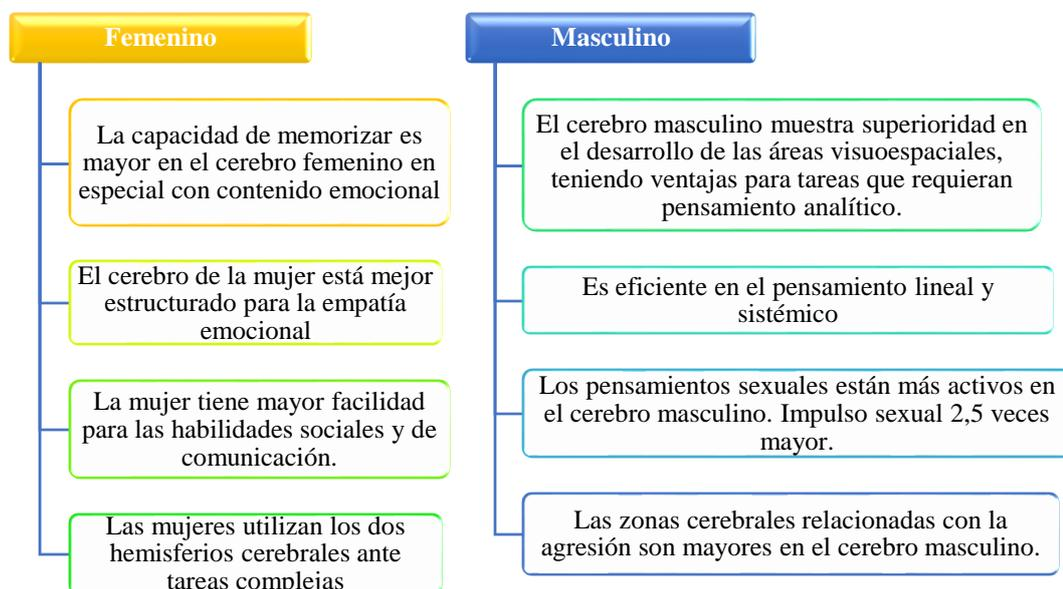 Femenino
La capacidad de memorizar es
mayor en el cerebro femenino en
especial con contenido emocional
El cerebro de la mujer está mejor
estructurado para la empatía
emocional
La mujer tiene mayor facilidad
para las habilidades sociales y de
comunicación.
Las mujeres utilizan los dos
hemisferios cerebrales ante
tareas complejas
Masculino
El cerebro masculino muestra superioridad en
el desarrollo de las áreas visuoespaciales,
teniendo ventajas para tareas que requieran
pensamiento analítico.
Es eficiente en el pensamiento lineal y
sistémico
Los pensamientos sexuales están más activos en
el cerebro masculino. Impulso sexual 2,5 veces
mayor.
Las zonas cerebrales relacionadas con la
agresión son mayores en el cerebro masculino.